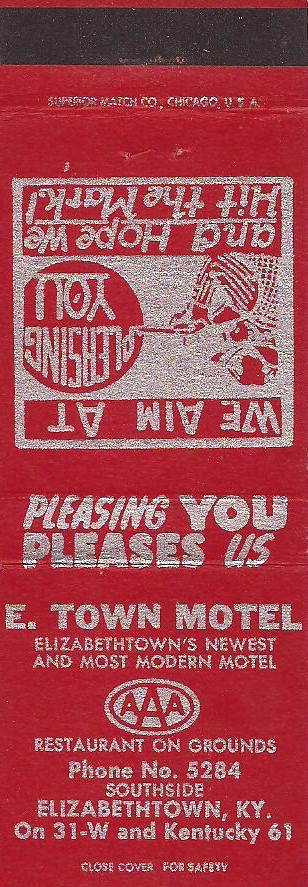 SUPERIOR MATCH CO., CHICAGO, U.S.A.
WE AIM AT
PLEASING
YOU
and Hope we
Hit the Mark!
PLEASING YOU
PLEASES US
E. TOWN MOTEL
ELIZABETHTOWN'S NEWEST
AND MOST MODERN MOTEL
AAA
RESTAURANT ON GROUNDS
Phone No. 5284
SOUTHSIDE
ELIZABETHTOWN, KY.
On 31-W and Kentucky 61
CLOSE COVER FOR SAFETY